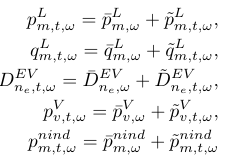 p^L_{m,t,ω} = p̄^L_{m,ω} + p̃^L_{m,t,ω},
q^L_{m,t,ω} = q̄^L_{m,ω} + q̃^L_{m,t,ω},
D^{EV}_{n_e,t,ω} = D̄^{EV}_{n_e,ω} + D̃^{EV}_{n_e,t,ω},
p^V_{v,t,ω} = p̄^V_{v,ω} + p̃^V_{v,t,ω},
p^{nind}_{m,t,ω} = p̄^{nind}_{m,ω} + p̃^{nind}_{m,t,ω}